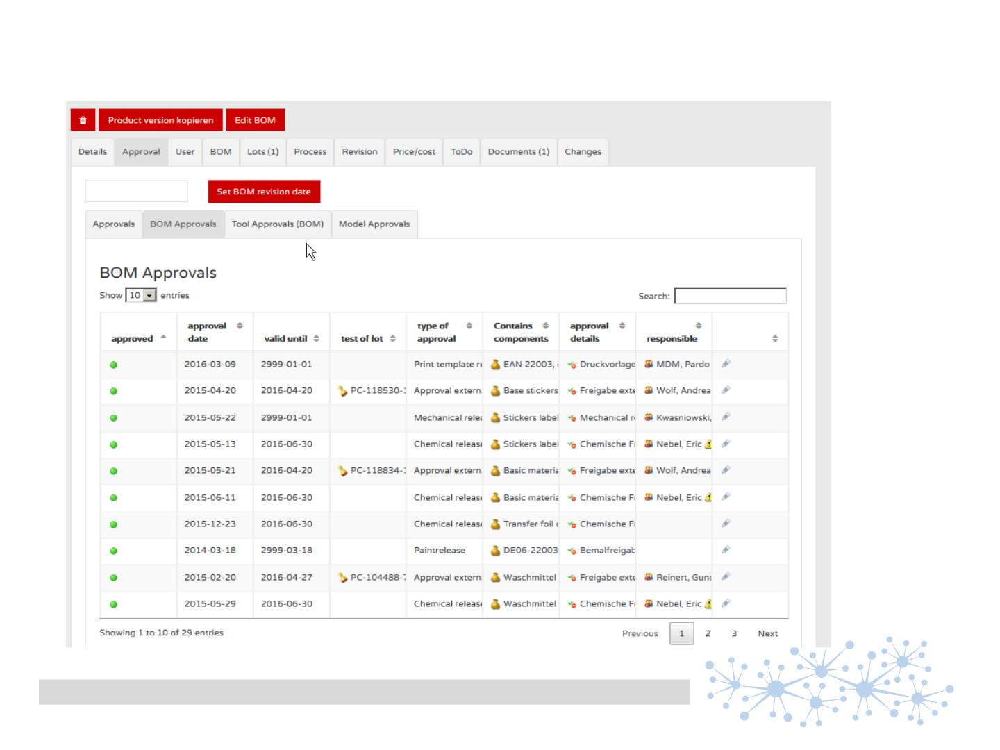 Product version kopieren Edit BOM
Details Approval User BOM Lots (1) Process Revision Price/cost ToDo Documents (1) Changes
Set BOM revision date
Approvals BOM Approvals Tool Approvals (BOM) Model Approvals
BOM Approvals
Show 10 entries Search:
approved approval date valid until test of lot type of approval Contains components approval details responsible
2016-03-09 2999-01-01 Print template re EAN 22003, Druckvorlage MDM, Pardo
2015-04-20 2016-04-20 PC-118530- Approval extern Base stickers Freigabe exte Wolf, Andrea
2015-05-22 2999-01-01 Mechanical relea Stickers label Mechanical r Kwasniowski,
2015-05-13 2016-06-30 Chemical release Stickers label Chemische F Nebel, Eric
2015-05-21 2016-04-20 PC-118834- Approval extern Basic materia Freigabe exte Wolf, Andrea
2015-06-11 2016-06-30 Chemical release Basic materia Chemische F Nebel, Eric
2015-12-23 2016-06-30 Chemical release Transfer foil Chemische F
2014-03-18 2999-03-18 Paintrelease DE06-22003 Bemalfreigab
2015-02-20 2016-04-27 PC-104488- Approval extern Waschmittel Freigabe exte Reinert, Gun
2015-05-29 2016-06-30 Chemical release Waschmittel Chemische F Nebel, Eric
Showing 1 to 10 of 29 entries Previous 1 2 3 Next